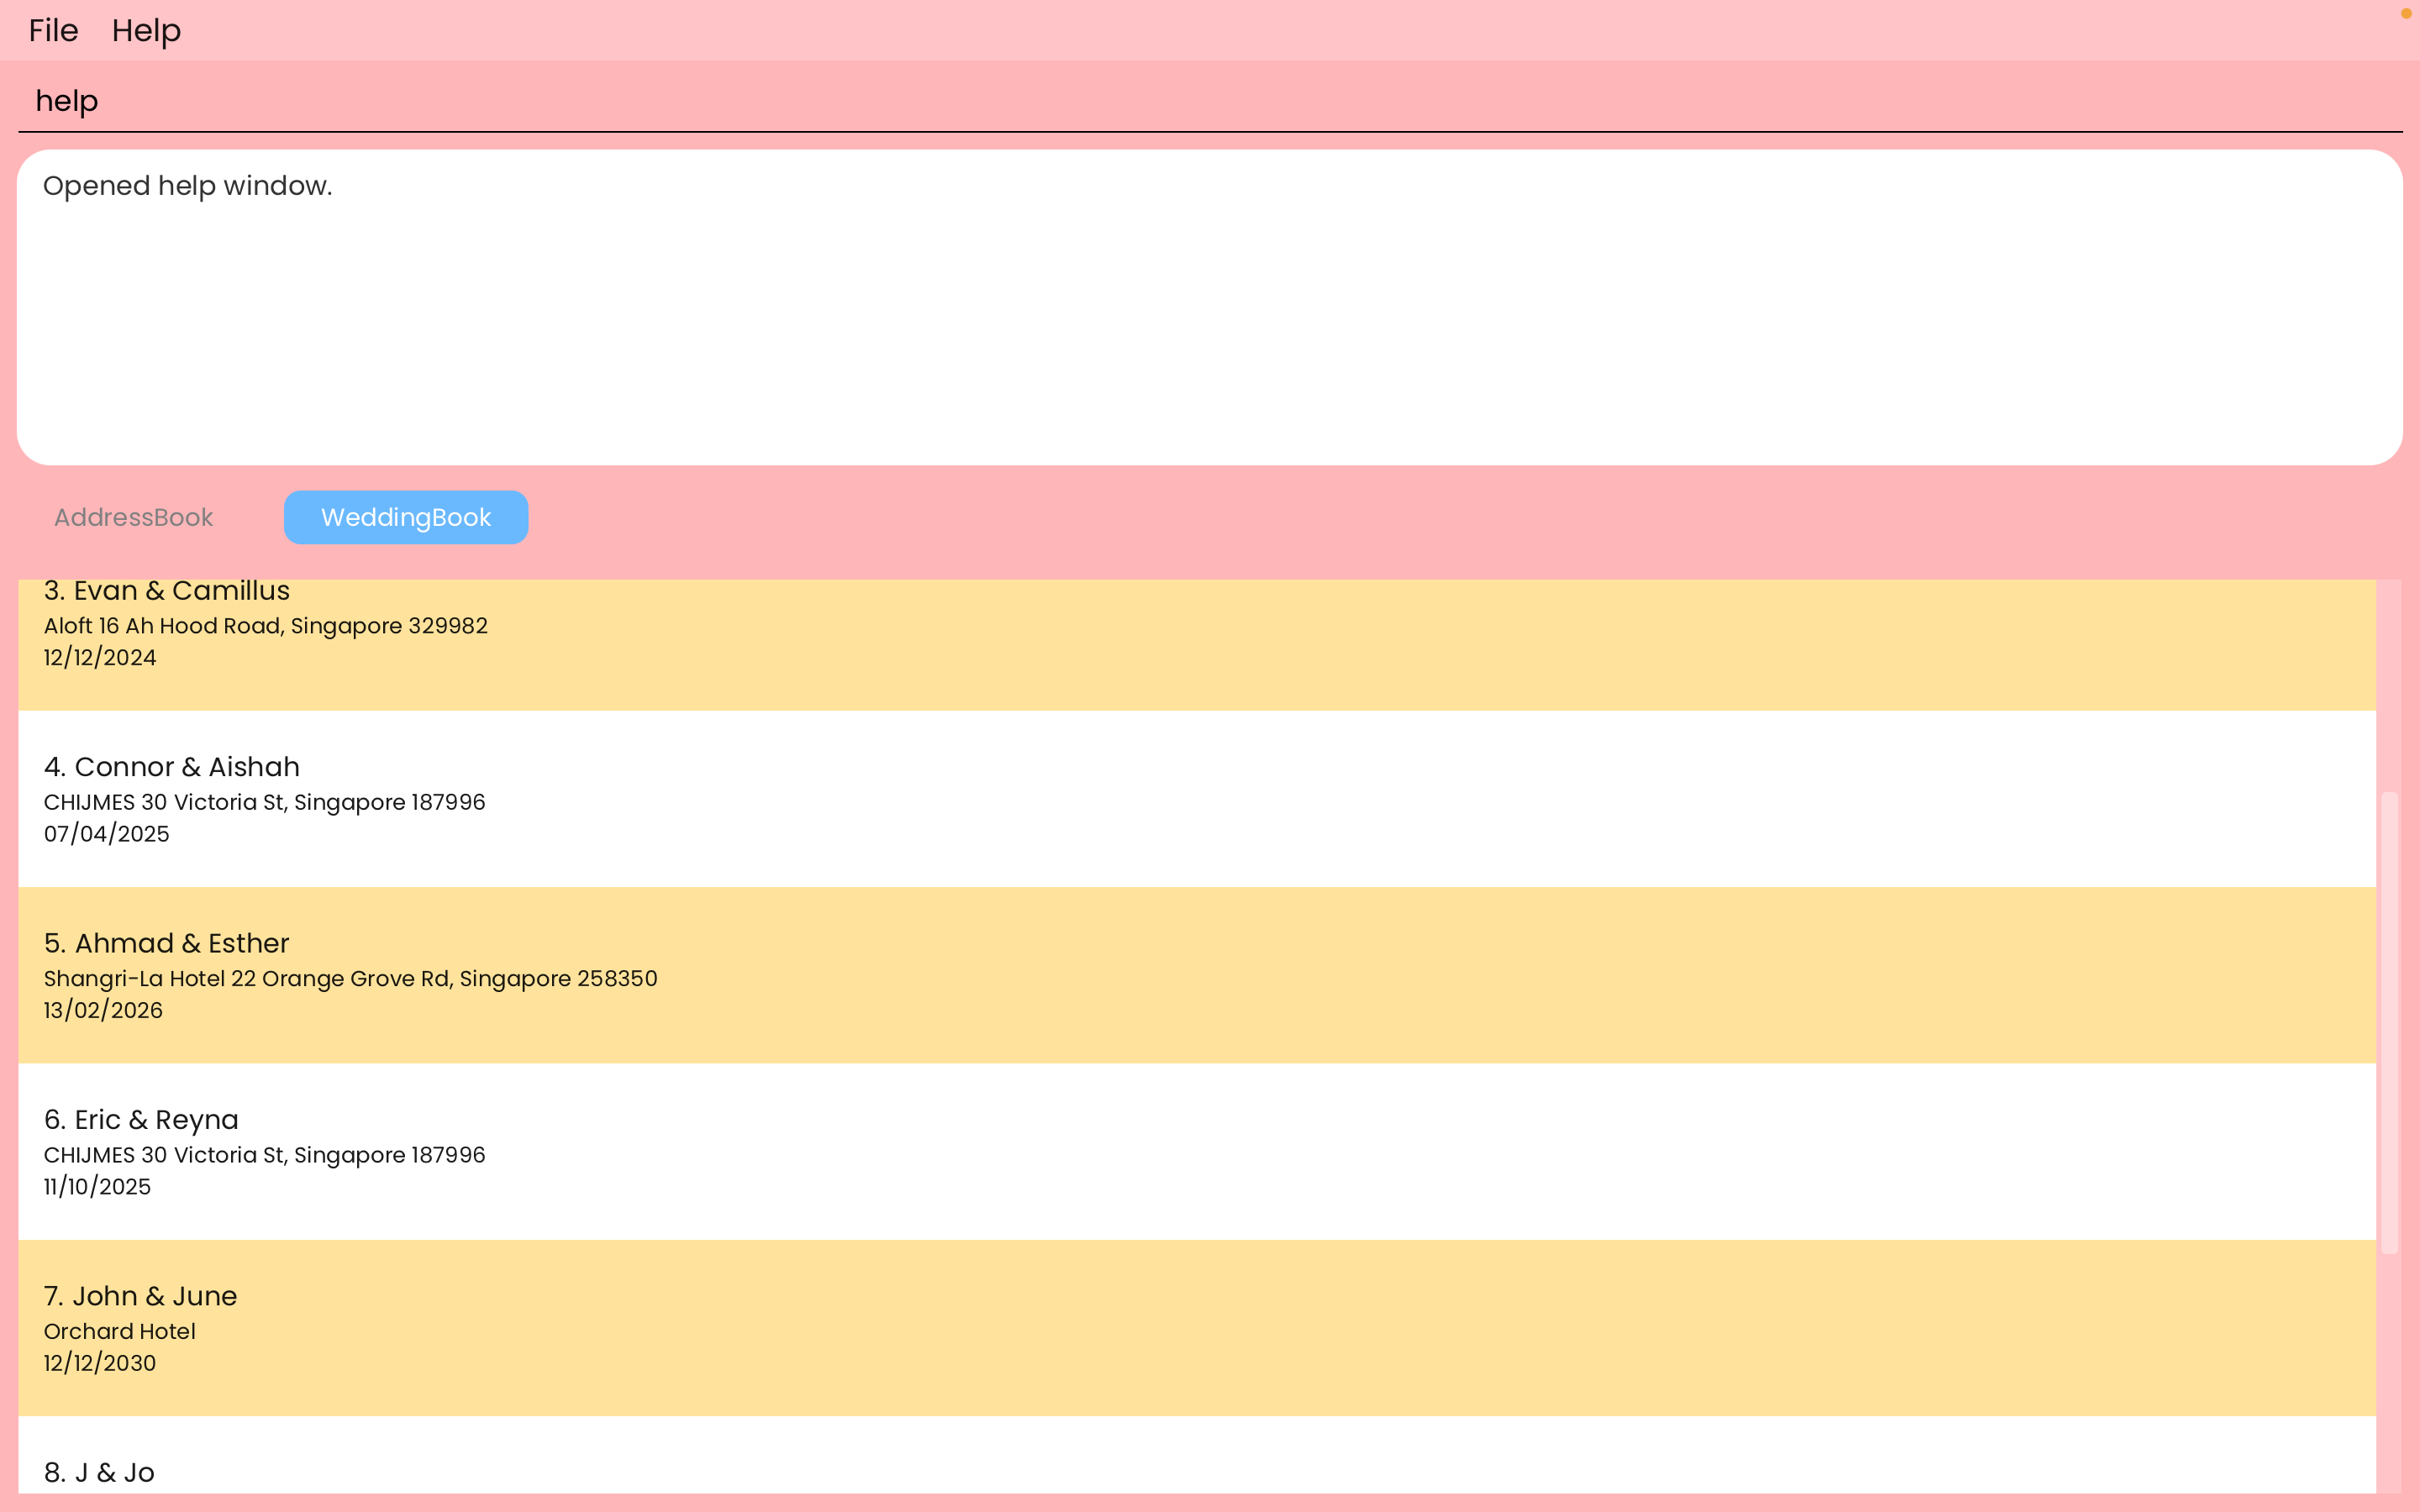 File Help
help
Opened help window.
AddressBook WeddingBook
3. Evan & Camillus
Aloft 16 Ah Hood Road, Singapore 329982
12/12/2024
4. Connor & Aishah
CHIJMES 30 Victoria St, Singapore 187996
07/04/2025
5. Ahmad & Esther
Shangri-La Hotel 22 Orange Grove Rd, Singapore 258350
13/02/2026
6. Eric & Reyna
CHIJMES 30 Victoria St, Singapore 187996
11/10/2025
7. John & June
Orchard Hotel
12/12/2030
8. J & Jo